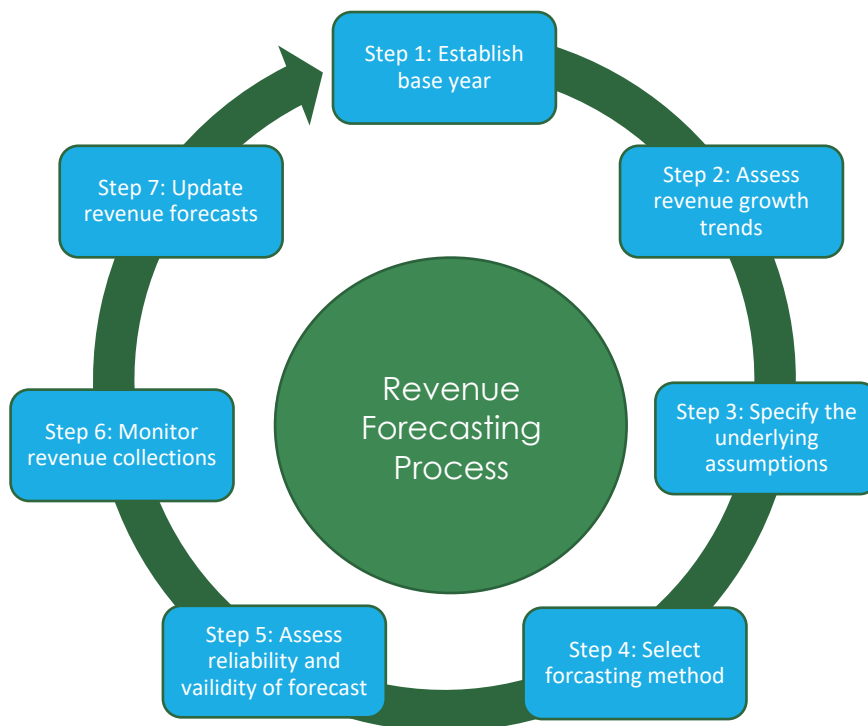 Step 1: Establish
base year
Step 2: Assess
revenue growth
trends
Step 3: Specify the
underlying
assumptions
Step 4: Select
forcasting method
Step 5: Assess
reliability and
vailidity of forecast
Step 6: Monitor
revenue collections
Step 7: Update
revenue forecasts
Revenue
Forecasting
Process